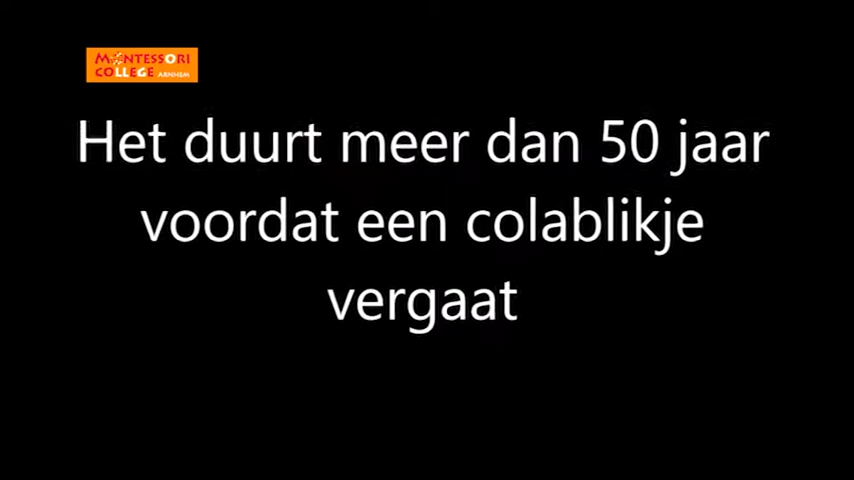 MONTESSORI
COLLEGE ARNHEM
Het duurt meer dan 50 jaar
voordat een colablikje
vergaat